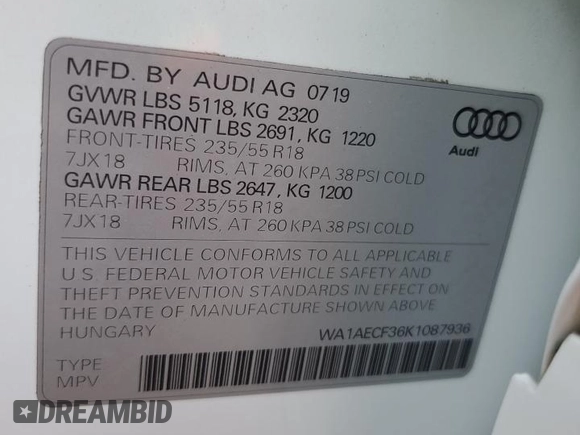 MFD. BY AUDI AG 0719
GVWR LBS 5118, KG 2320
GAWR FRONT LBS 2691, KG 1220
FRONT-TIRES 235/55 R18
7JX18 RIMS, AT 260 KPA 38 PSI COLD
GAWR REAR LBS 2647, KG 1200
REAR-TIRES 235/55 R18
7JX18 RIMS, AT 260 KPA 38 PSI COLD
Audi
THIS VEHICLE CONFORMS TO ALL APPLICABLE
U.S. FEDERAL MOTOR VEHICLE SAFETY AND
THEFT PREVENTION STANDARDS IN EFFECT ON
THE DATE OF MANUFACTURE SHOWN ABOVE
HUNGARY WA1AECF36K1087936
TYPE
MPV
DREAMBID